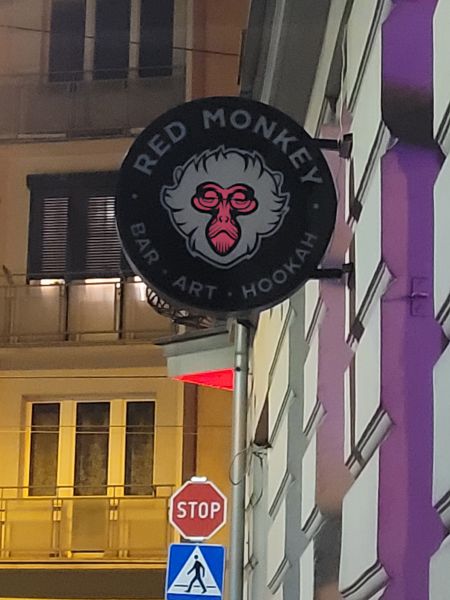 RED MONKEY
BAR · ART · HOOKAH
STOP